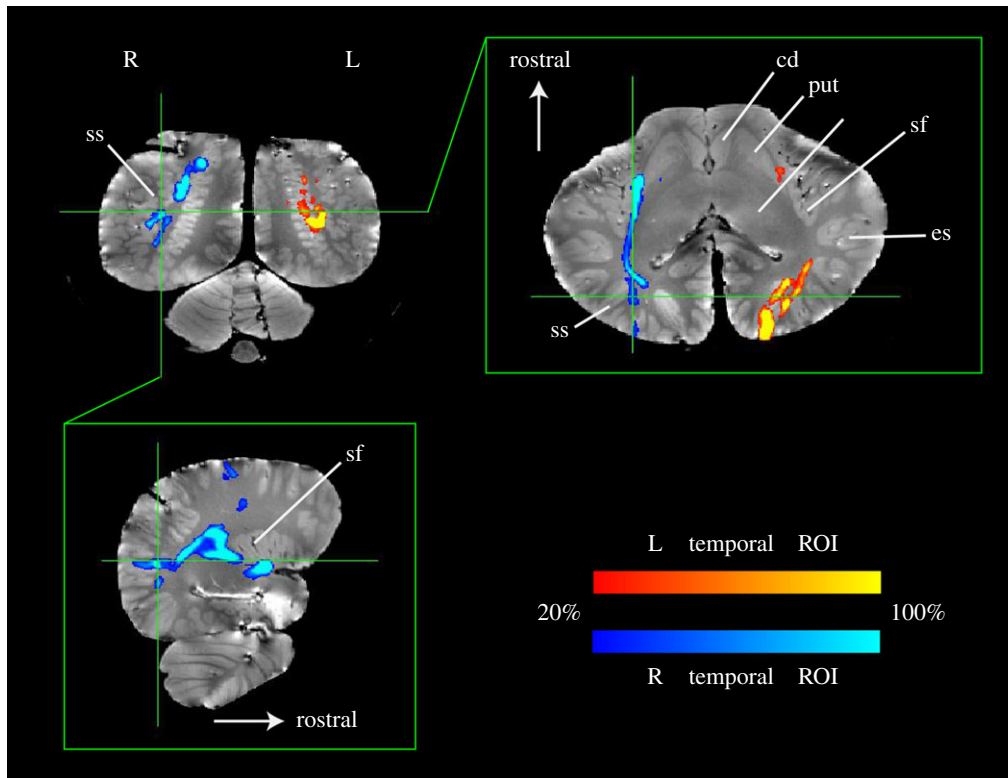 R
L
ss
rostral
cd
put
sf
es
ss
sf
rostral
L temporal ROI
20%
100%
R temporal ROI